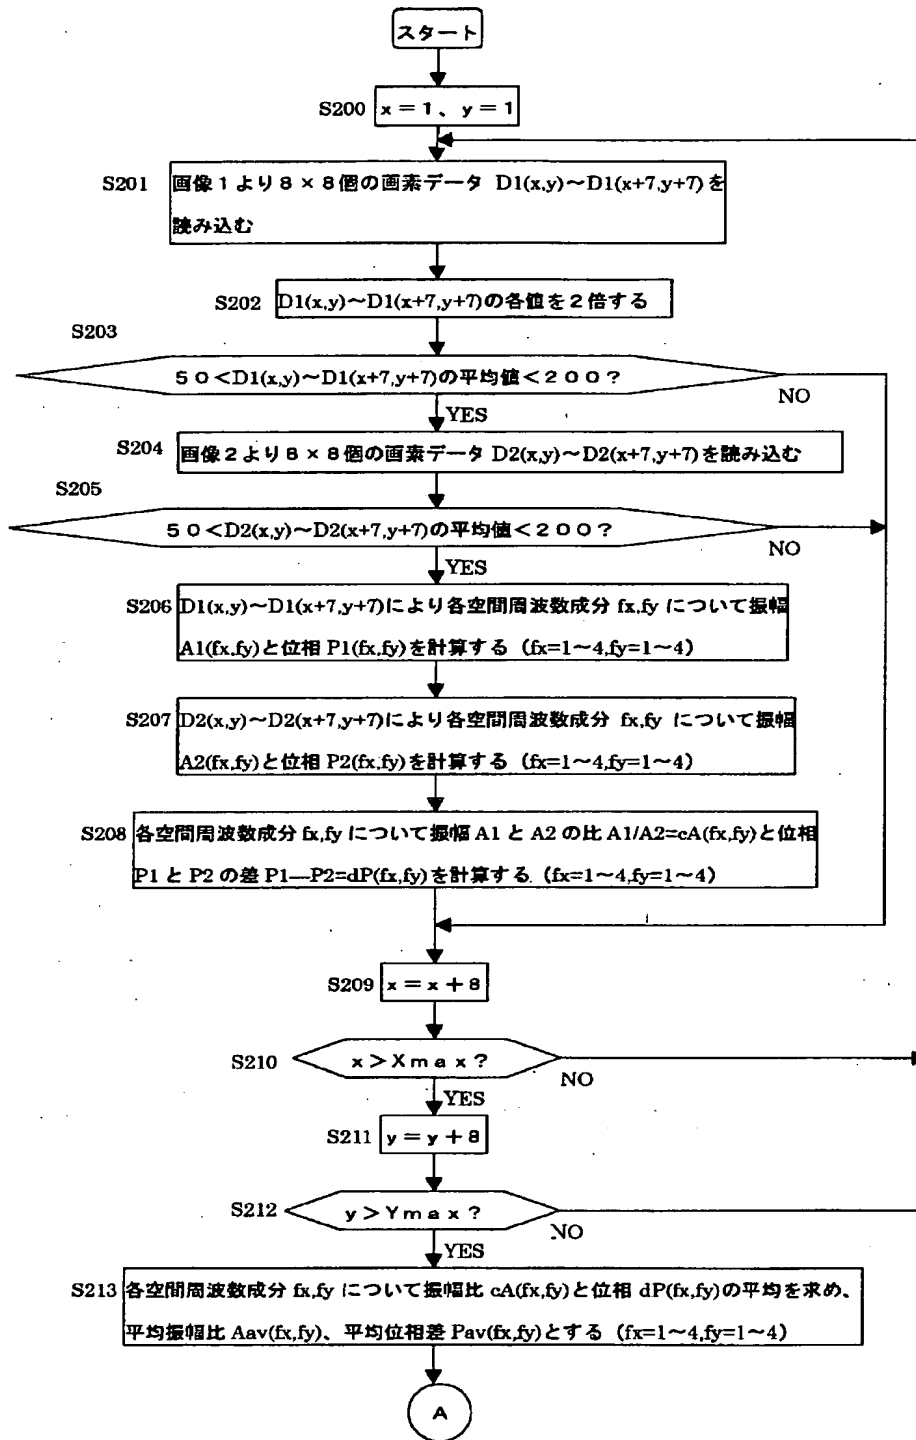 スタート
S200 x=1、y=1
S201 画像1より8×8個の画素データ D1(x,y)~D1(x+7,y+7)を
読み込む
S202 D1(x,y)~D1(x+7,y+7)の各値を2倍する
S203
50<D1(x,y)~D1(x+7,y+7)の平均値<200?
NO
YES
S204 画像2より8×8個の画素データ D2(x,y)~D2(x+7,y+7)を読み込む
S205
50<D2(x,y)~D2(x+7,y+7)の平均値<200?
NO
YES
S206 D1(x,y)~D1(x+7,y+7)により各空間周波数成分 fx,fy について振幅
A1(fx,fy)と位相 P1(fx,fy)を計算する(fx=1~4,fy=1~4)
S207 D2(x,y)~D2(x+7,y+7)により各空間周波数成分 fx,fy について振幅
A2(fx,fy)と位相 P2(fx,fy)を計算する(fx=1~4,fy=1~4)
S208 各空間周波数成分 fx,fy について振幅 A1 と A2 の比 A1/A2=cA(fx,fy)と位相
P1 と P2 の差 P1—P2=dP(fx,fy)を計算する.(fx=1~4,fy=1~4)
S209 x=x+8
S210 x>Xmax?
NO
YES
S211 y=y+8
S212 y>Ymax?
NO
YES
S213 各空間周波数成分 fx,fy について振幅比 cA(fx,fy)と位相 dP(fx,fy)の平均を求め、
平均振幅比 Aav(fx,fy)、平均位相差 Pav(fx,fy)とする(fx=1~4,fy=1~4)
A